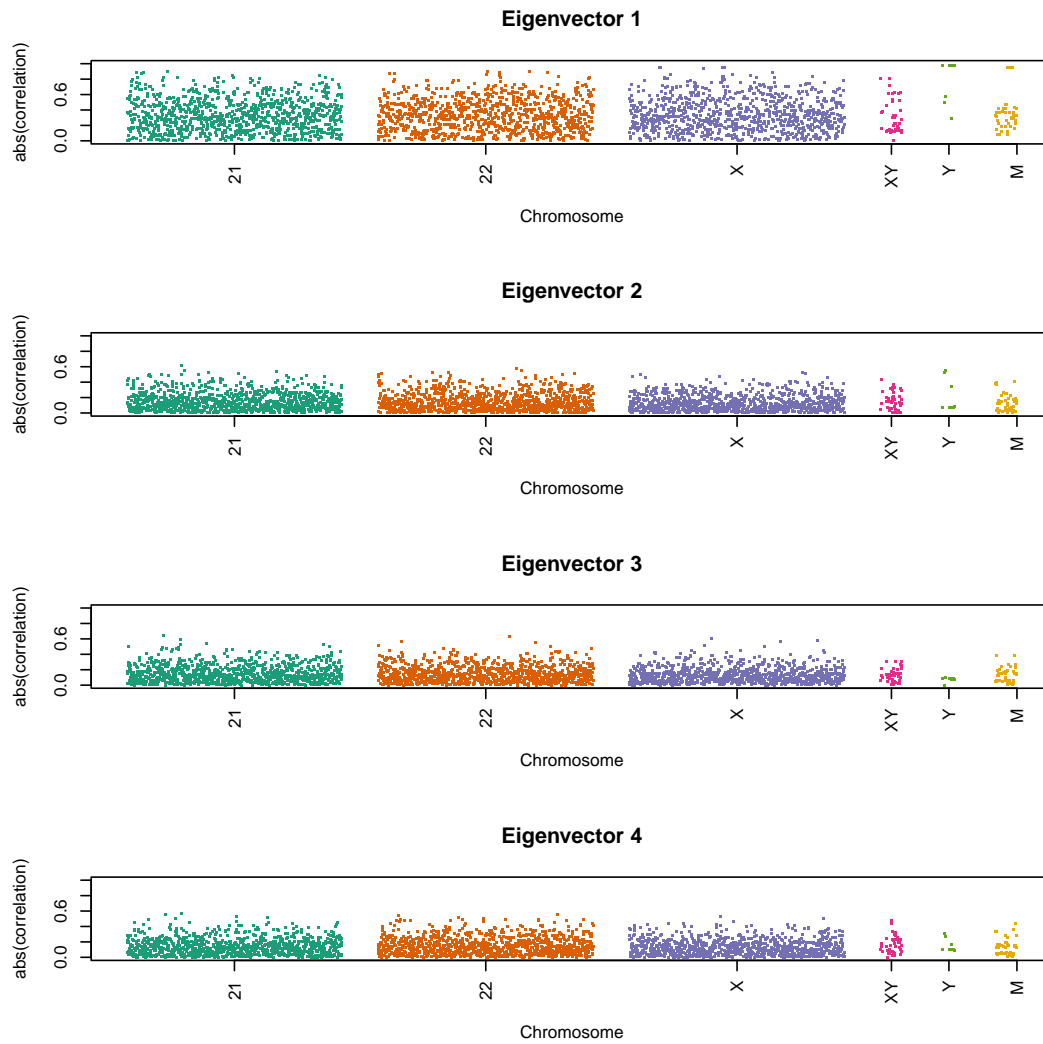 Eigenvector 1
abs(correlation)
0.6
0.0
21 22 X XY Y M
Chromosome
Eigenvector 2
abs(correlation)
0.6
0.0
21 22 X XY Y M
Chromosome
Eigenvector 3
abs(correlation)
0.6
0.0
21 22 X XY Y M
Chromosome
Eigenvector 4
abs(correlation)
0.6
0.0
21 22 X XY Y M
Chromosome